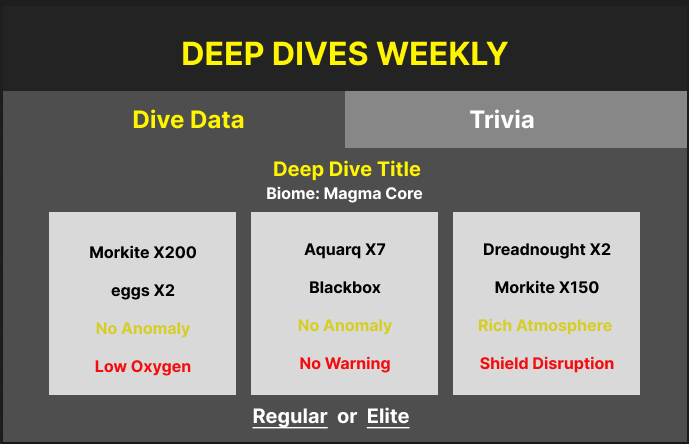 DEEP DIVES WEEKLY
Dive Data
Trivia
Deep Dive Title
Biome: Magma Core
Morkite X200
eggs X2
No Anomaly
Low Oxygen
Aquarq X7
Blackbox
No Anomaly
No Warning
Dreadnought X2
Morkite X150
Rich Atmosphere
Shield Disruption
Regular or Elite